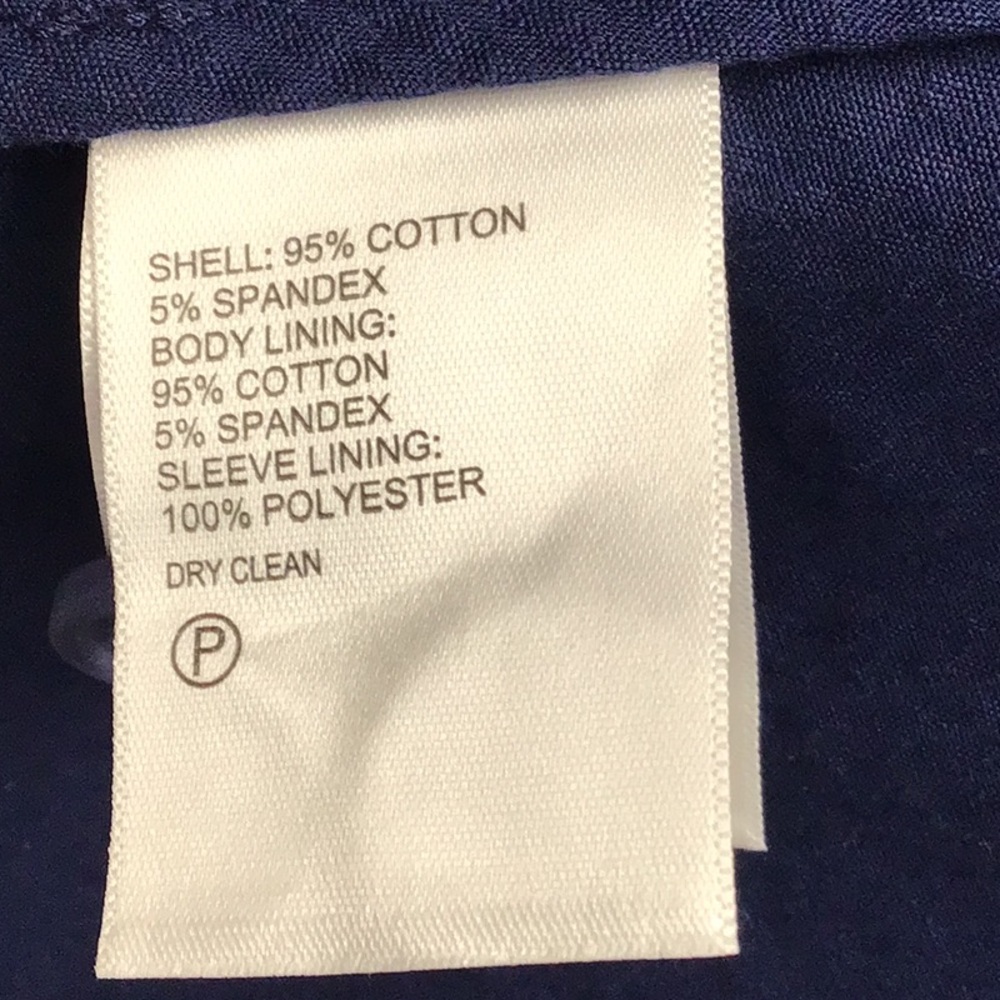 SHELL: 95% COTTON
5% SPANDEX
BODY LINING:
95% COTTON
5% SPANDEX
SLEEVE LINING:
100% POLYESTER
DRY CLEAN
P